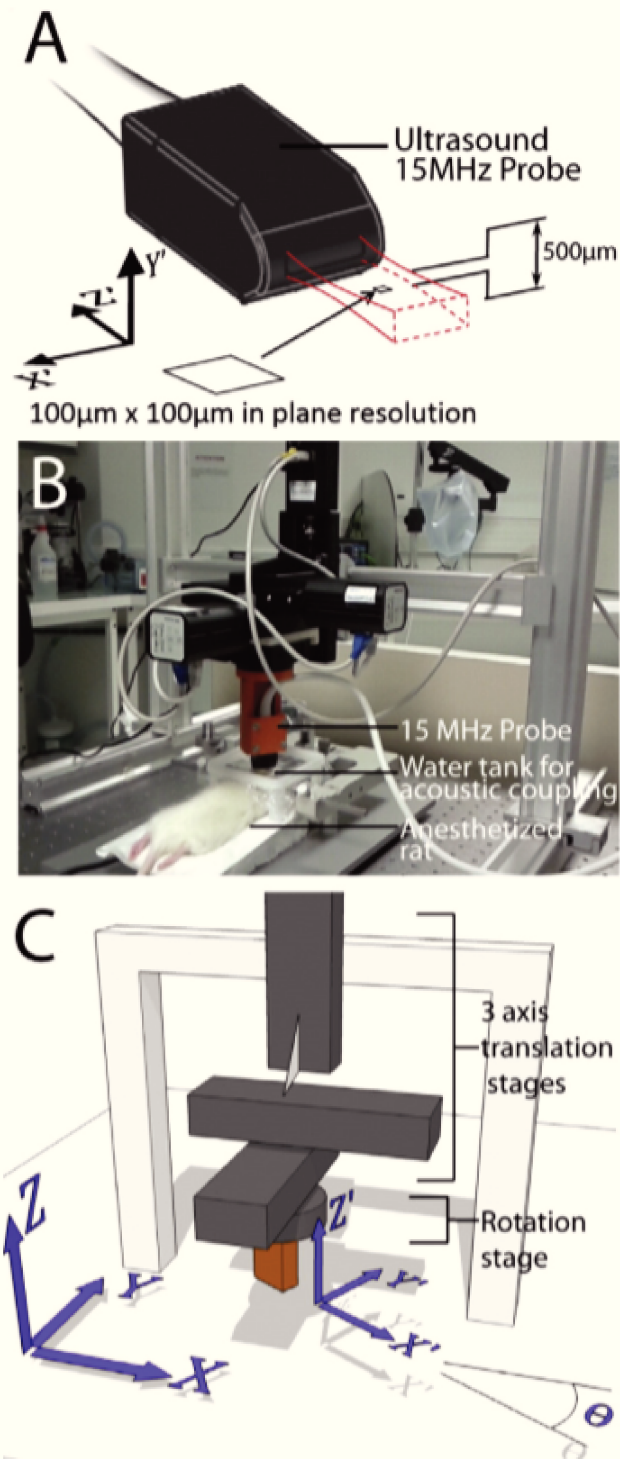 A
Ultrasound
15MHz Probe
500µm
Y'
Z'
X'
100µm x 100µm in plane resolution
B
15 MHz Probe
Water tank for
acoustic coupling
Anesthetized
rat
C
3 axis
translation
stages
Z
Z'
Rotation
stage
Y
Y'
X'
X
Y'
X'
Θ